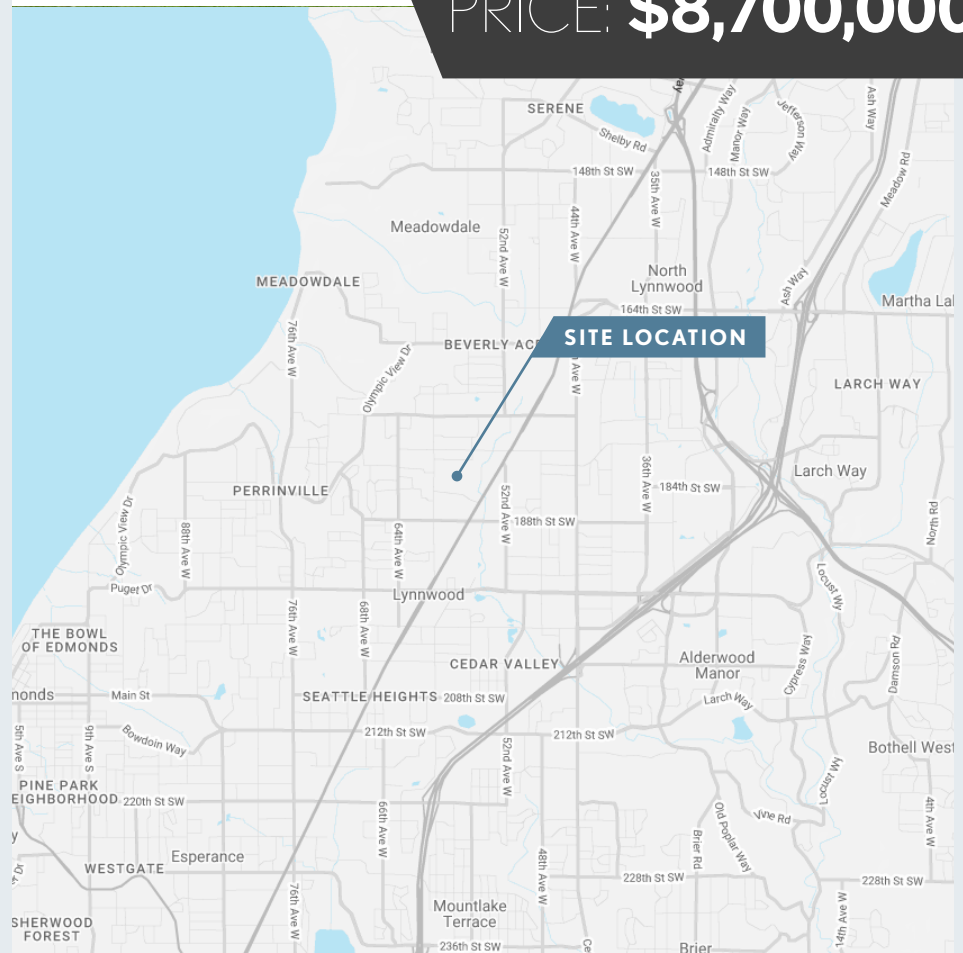 PRICE: $8,700,000
SERENE
Shelby Rd
Admiralty Way
Manor Way
Jefferson Way
Ash Way
Meadow Rd
148th St SW
148th St SW
35th Ave W
44th Ave W
Meadowdale
52nd Ave W
North
Lynnwood
MEADOWDALE
Ash Way
Martha La
164th St SW
76th Ave W
BEVERLY AC
SITE LOCATION
Ave W
Olympic View Dr
LARCH WAY
Larch Way
PERRINVILLE
36th Ave W
184th St SW
Olympic View Dr
88th Ave W
64th Ave W
52nd Ave W
188th St SW
North Rd
Puget Dr
Lynnwood
Locust Wy
76th Ave W
68th Ave W
THE BOWL
OF EDMONDS
CEDAR VALLEY
Alderwood
Manor
Cypress Way
Damson Rd
monds
Main St
SEATTLE HEIGHTS
208th St SW
Larch Way
5th Ave S
9th Ave S
Bowdoin Way
212th St SW
212th St SW
52nd Ave W
Bothell West
Locust Wy
PINE PARK
EIGHBORHOOD
220th St SW
66th Ave W
Old Poplar Way
Vine Rd
4th Ave W
Brier Rd
WESTGATE
Esperance
48th Ave W
228th St SW
228th St SW
76th Ave W
Mountlake
Terrace
14th Ave W
SHERWOOD
FOREST
236th St SW
Ce
Brier